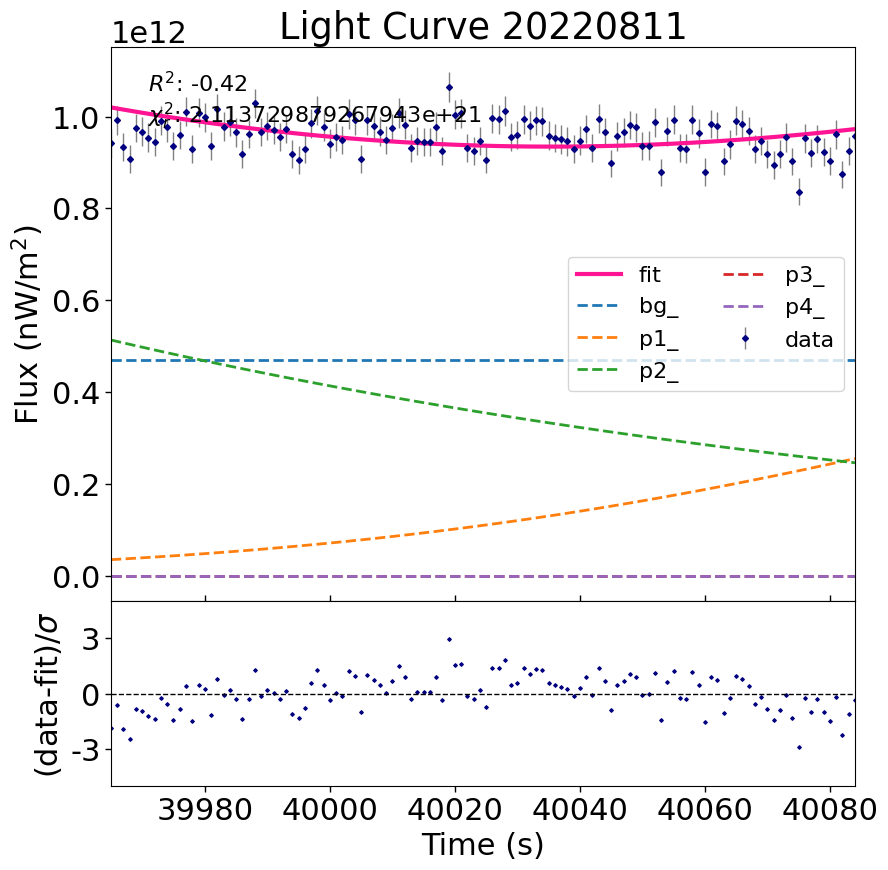 Light Curve 20220811
1e12
R²: -0.42
χ²: 2.113729879267943e+21
Flux (nW/m²)
1.0
0.8
0.6
0.4
0.2
0.0
fit
bg_
p1_
p2_
p3_
p4_
data
(data-fit)/σ
3
0
-3
39980 40000 40020 40040 40060 40080
Time (s)